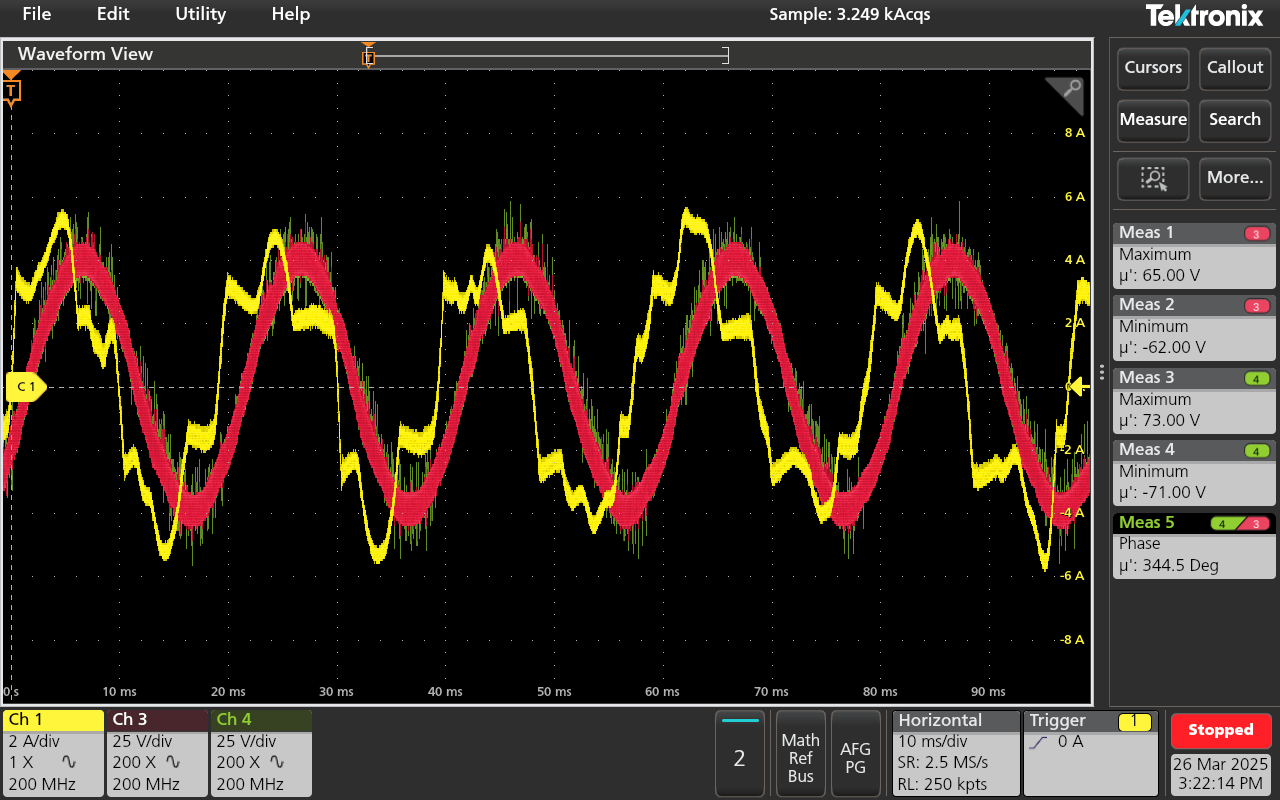 File Edit Utility Help Sample: 3.249 kAcqs Tektronix
Waveform View
T
T
Cursors Callout
Measure Search
More...
8 A
6 A
4 A
2 A
-2 A
-4 A
-6 A
-8 A
C 1
0 s 10 ms 20 ms 30 ms 40 ms 50 ms 60 ms 70 ms 80 ms 90 ms
Meas 1 3
Maximum
µ': 65.00 V
Meas 2 3
Minimum
µ': -62.00 V
Meas 3 4
Maximum
µ': 73.00 V
Meas 4 4
Minimum
µ': -71.00 V
Meas 5 4 3
Phase
µ': 344.5 Deg
Ch 1
2 A/div
1 X
200 MHz
Ch 3
25 V/div
200 X
200 MHz
Ch 4
25 V/div
200 X
200 MHz
2
Math
Ref
Bus
AFG
PG
Horizontal
10 ms/div
SR: 2.5 MS/s
RL: 250 kpts
Trigger 1
0 A
Stopped
26 Mar 2025
3:22:14 PM